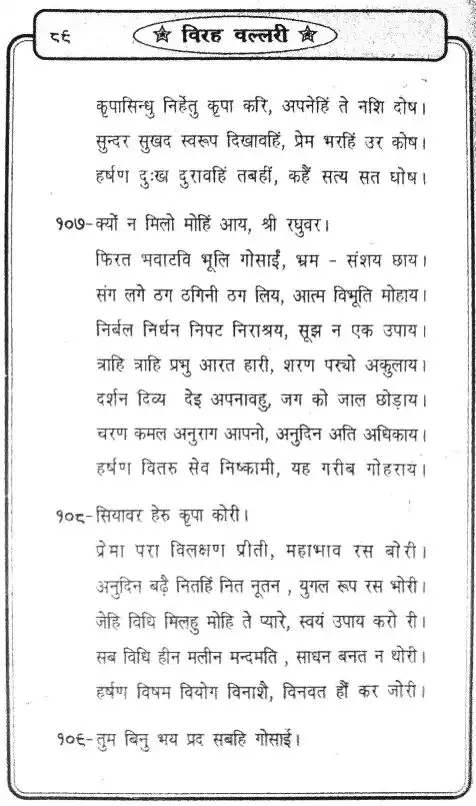 ८६
☆ विरह वल्लरी ☆
कृपासिन्धु निर्हेतु कृपा करि, अपनेहिं ते नशि दोष।
सुन्दर सुखद स्वरूप दिखावहिं, प्रेम भरहिं उर कोष।
हर्षण दुःख दुरावहिं तबहीं, कहैं सत्य सत घोष।
१०७-क्यों न मिलो मोहिं आय, श्री रघुवर।
फिरत भवाटवि भूलि गोसाईं, भ्रम - संशय छाय।
संग लगे ठग ठगिनी ठग लिय, आत्म विभूति मोहाय।
निर्बल निर्धन निपट निराश्रय, सूझ न एक उपाय।
त्राहि त्राहि प्रभु आरत हारी, शरण पर्‍यो अकुलाय।
दर्शन दिव्य देइ अपनावहु, जग को जाल छोड़ाय।
चरण कमल अनुराग आपनो, अनुदिन अति अधिकाय।
हर्षण वितरु सेव निष्कामी, यह गरीब गोहराय।
१०८-सियावर हेरु कृपा कोरी।
प्रेमा परा विलक्षण प्रीती, महाभाव रस बोरी।
अनुदिन बढ़ै नितहिं नित नूतन , युगल रूप रस भोरी।
जेहि विधि मिलहु मोहि ते प्यारे, स्वयं उपाय करो री।
सब विधि हीन मलीन मन्दमति , साधन बनत न थोरी।
हर्षण विषम वियोग विनाशै, विनवत हौं कर जोरी।
१०६-तुम बिनु भय प्रद सबहि गोसाई।